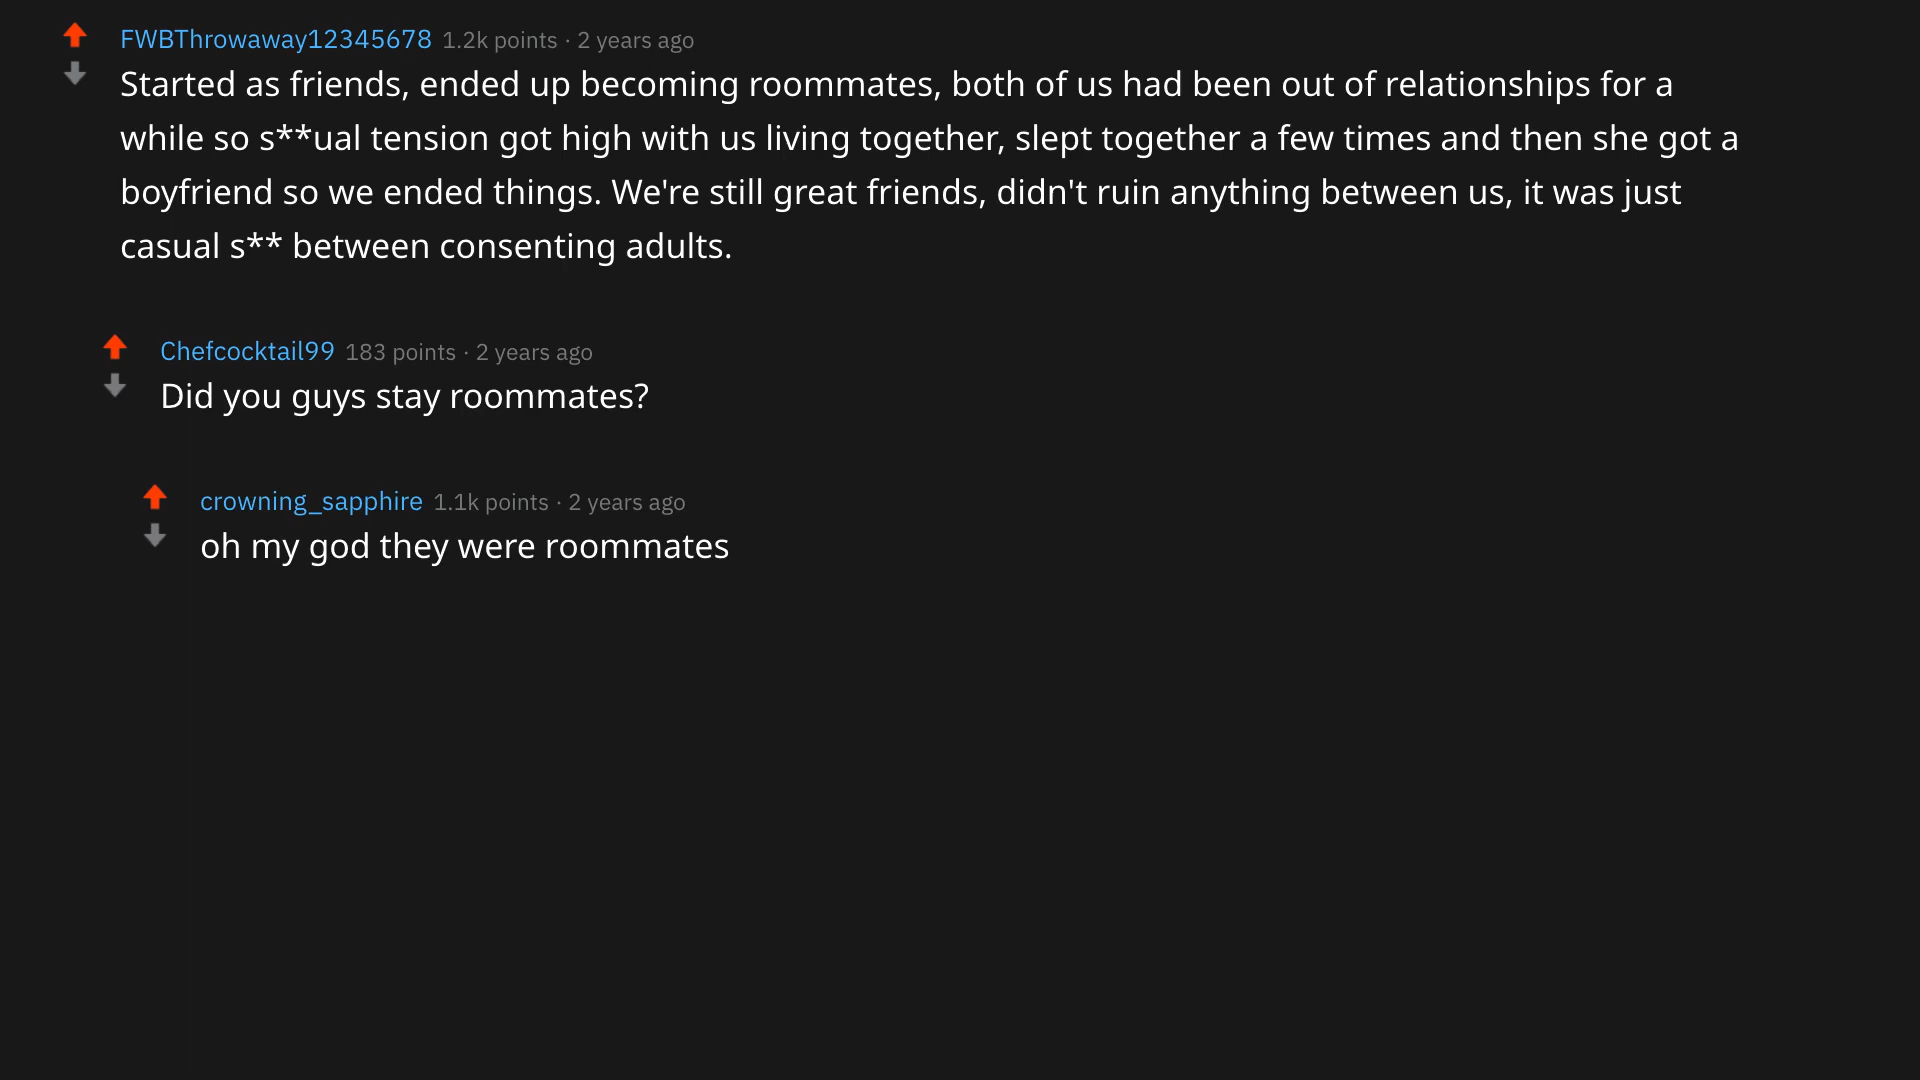 FWBThrowaway12345678 1.2k points · 2 years ago
Started as friends, ended up becoming roommates, both of us had been out of relationships for a
while so s**ual tension got high with us living together, slept together a few times and then she got a
boyfriend so we ended things. We're still great friends, didn't ruin anything between us, it was just
casual s** between consenting adults.
Chefcocktail99 183 points · 2 years ago
Did you guys stay roommates?
crowning_sapphire 1.1k points · 2 years ago
oh my god they were roommates